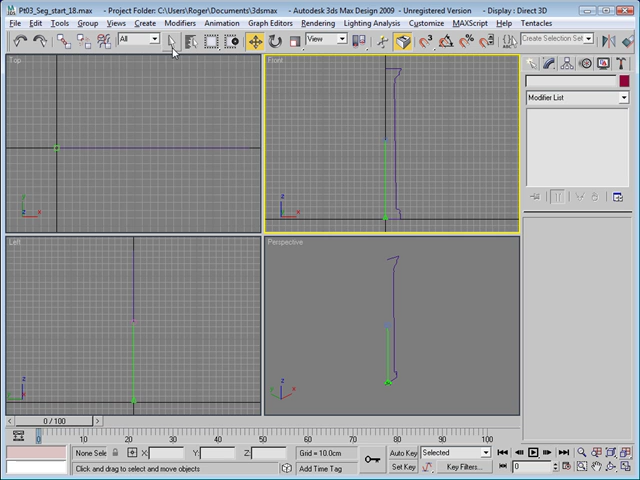 Pt03_Seg_start_18.max - Project Folder: C:\Users\Roger\Documents\3dsmax - Autodesk 3ds Max Design 2009 - Unregistered Version - Display : Direct 3D
File Edit Tools Group Views Create Modifiers Animation Graph Editors Rendering Lighting Analysis Customize MAXScript Help Tentacles
All View Create Selection Set
Top
Front
Modifier List
z
y
x
z
x
Left
Perspective
z
z
0 / 100
0 10 20 30 40 50 60 70 80 90 100
None Sele X: Y: Z: Grid = 10.0cm Auto Key Selected
Click and drag to select and move objects Add Time Tag Set Key Key Filters... 0